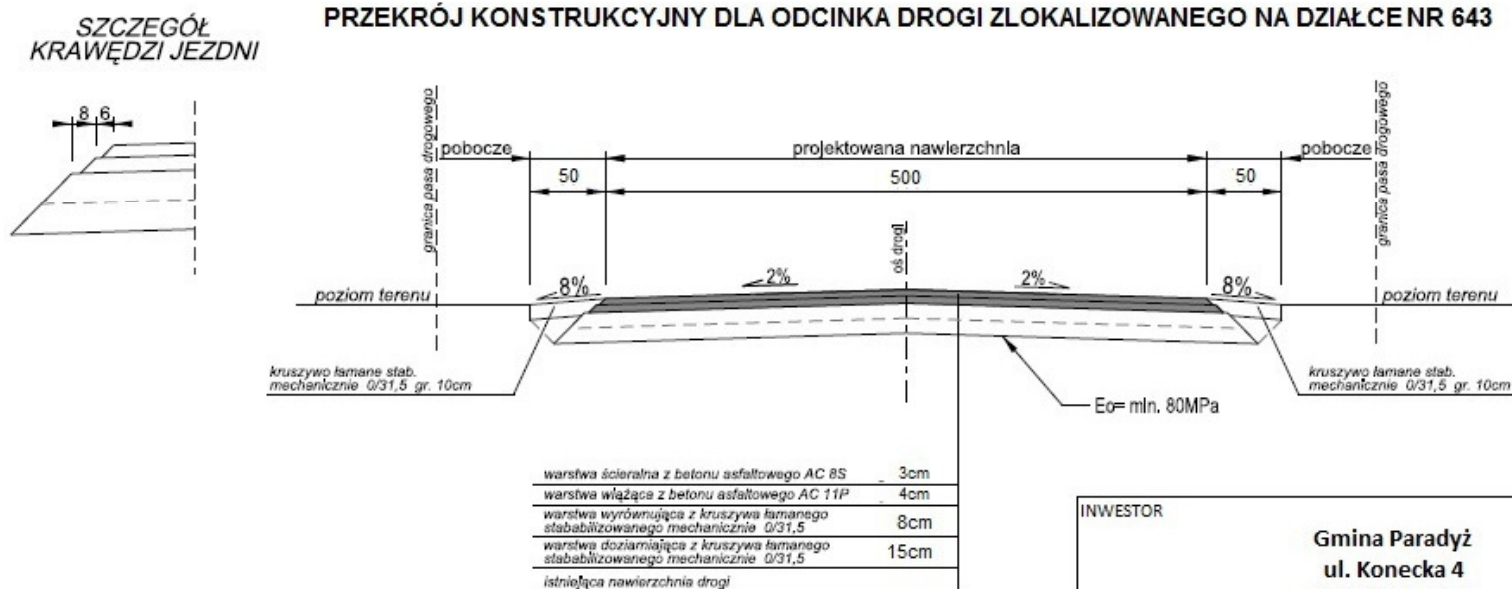 SZCZEGÓŁ
KRAWĘDZI JEZDNI
8 6
PRZEKRÓJ KONSTRUKCYJNY DLA ODCINKA DROGI ZLOKALIZOWANEGO NA DZIAŁCE NR 643
granica pasa drogowego
granica pasa drogowego
pobocze
projektowana nawierzchnia
pobocze
50
500
50
oś drogi
8%
2%
2%
8%
poziom terenu
poziom terenu
kruszywo łamane stab.
mechanicznie 0/31,5 gr. 10cm
kruszywo łamane stab.
mechanicznie 0/31,5 gr. 10cm
Eo= min. 80MPa
warstwa ścieralna z betonu asfaltowego AC 8S 3cm
warstwa wiążąca z betonu asfaltowego AC 11P 4cm
warstwa wyrównująca z kruszywa łamanego
stababilizowanego mechanicznie 0/31,5 8cm
warstwa doziarniająca z kruszywa łamanego
stababilizowanego mechanicznie 0/31,5 15cm
istniejąca nawierzchnia drogi
INWESTOR
Gmina Paradyż
ul. Konecka 4